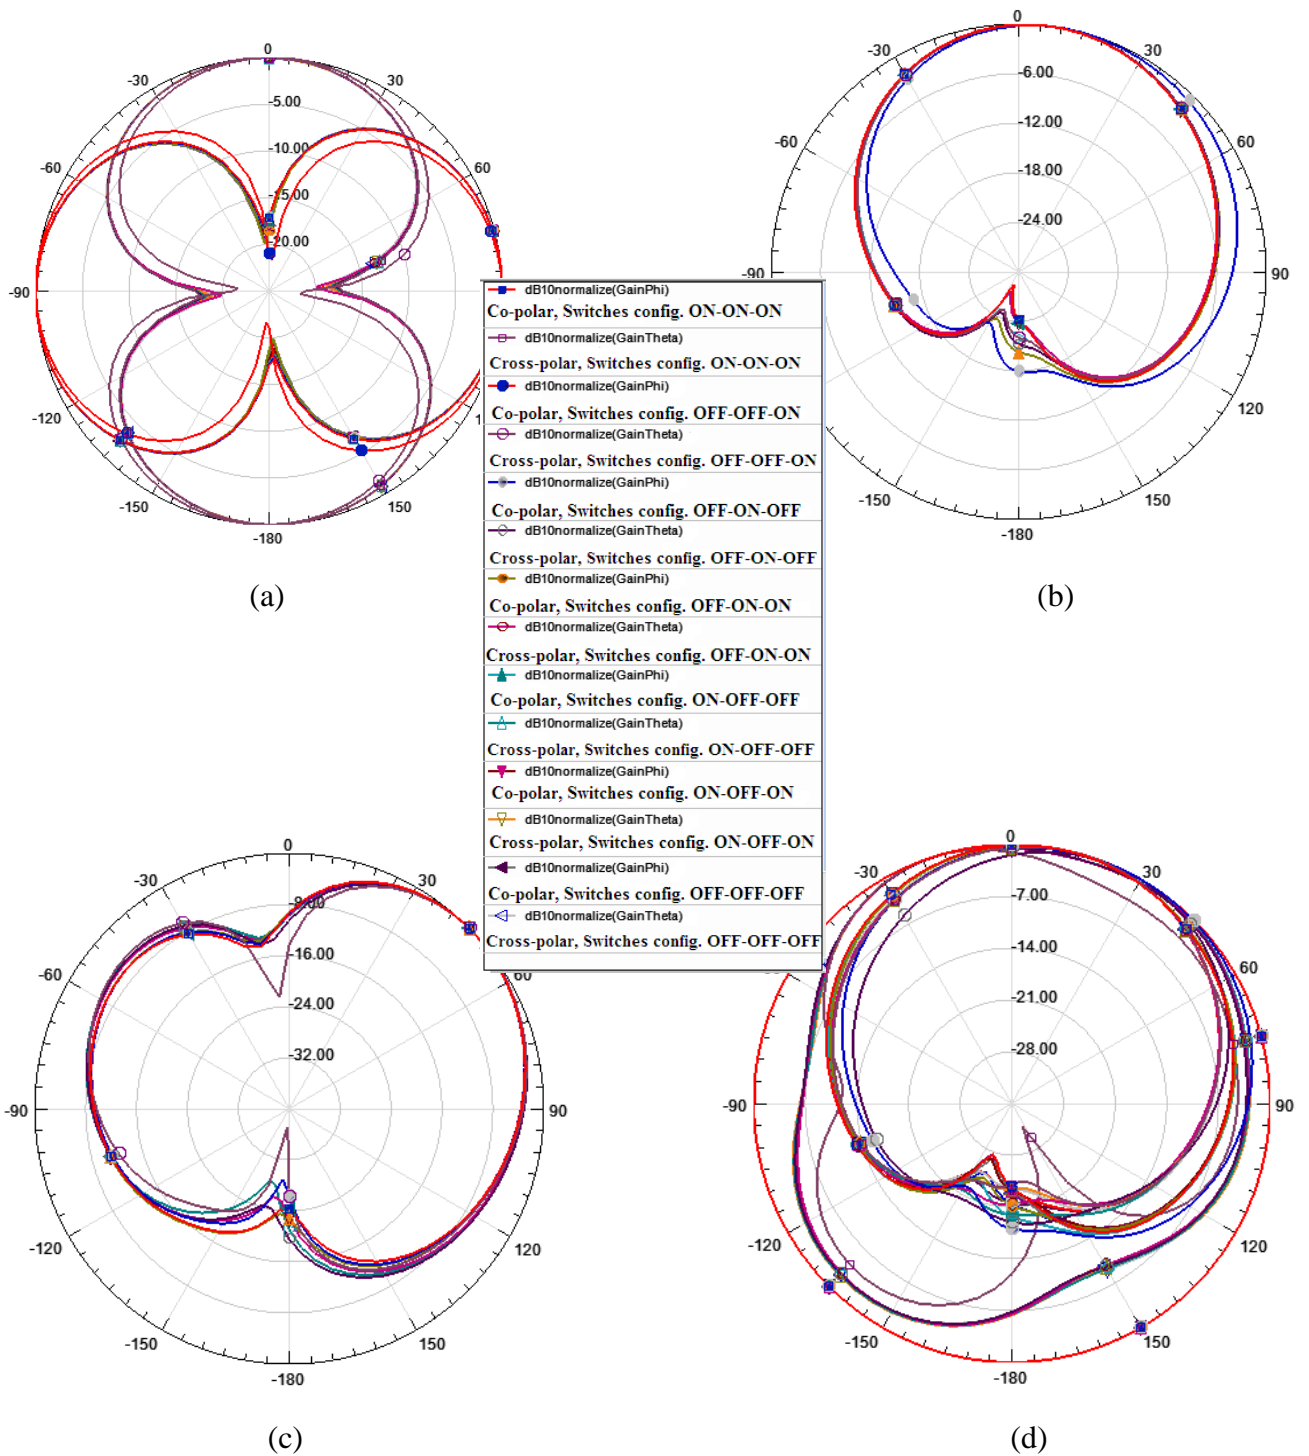 0
-30
30
-5.00
-10.00
-60
60
-15.00
-20.00
-90
-120
1
-150
150
-180
(a)
0
-30
30
-6.00
-12.00
-60
60
-18.00
-24.00
-90
90
120
-150
150
-180
(b)
dB10normalize(GainPhi)
Co-polar, Switches config. ON-ON-ON
dB10normalize(GainTheta)
Cross-polar, Switches config. ON-ON-ON
dB10normalize(GainPhi)
Co-polar, Switches config. OFF-OFF-ON
dB10normalize(GainTheta)
Cross-polar, Switches config. OFF-OFF-ON
dB10normalize(GainPhi)
Co-polar, Switches config. OFF-ON-OFF
dB10normalize(GainTheta)
Cross-polar, Switches config. OFF-ON-OFF
dB10normalize(GainPhi)
Co-polar, Switches config. OFF-ON-ON
dB10normalize(GainTheta)
Cross-polar, Switches config. OFF-ON-ON
dB10normalize(GainPhi)
Co-polar, Switches config. ON-OFF-OFF
dB10normalize(GainTheta)
Cross-polar, Switches config. ON-OFF-OFF
dB10normalize(GainPhi)
Co-polar, Switches config. ON-OFF-ON
dB10normalize(GainTheta)
Cross-polar, Switches config. ON-OFF-ON
dB10normalize(GainPhi)
Co-polar, Switches config. OFF-OFF-OFF
dB10normalize(GainTheta)
Cross-polar, Switches config. OFF-OFF-OFF
0
-30
30
-8.00
-16.00
-60
60
-24.00
-32.00
-90
90
-120
120
-150
150
-180
(c)
0
-30
30
-7.00
-14.00
60
-21.00
-28.00
-90
90
-120
120
-150
150
-180
(d)